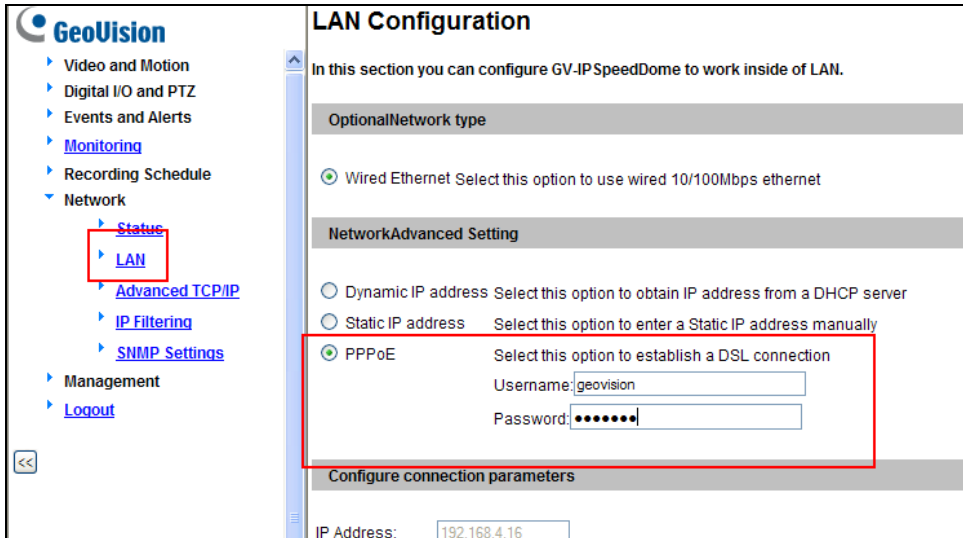 GeoVision
Video and Motion
Digital I/O and PTZ
Events and Alerts
Monitoring
Recording Schedule
Network
Status
LAN
Advanced TCP/IP
IP Filtering
SNMP Settings
Management
Logout
<<
LAN Configuration
In this section you can configure GV-IPSpeedDome to work inside of LAN.
OptionalNetwork type
Wired Ethernet Select this option to use wired 10/100Mbps ethernet
NetworkAdvanced Setting
Dynamic IP address Select this option to obtain IP address from a DHCP server
Static IP address Select this option to enter a Static IP address manually
PPPoE Select this option to establish a DSL connection
Username: geovision
Password: •••••••
Configure connection parameters
IP Address: 192.168.4.16